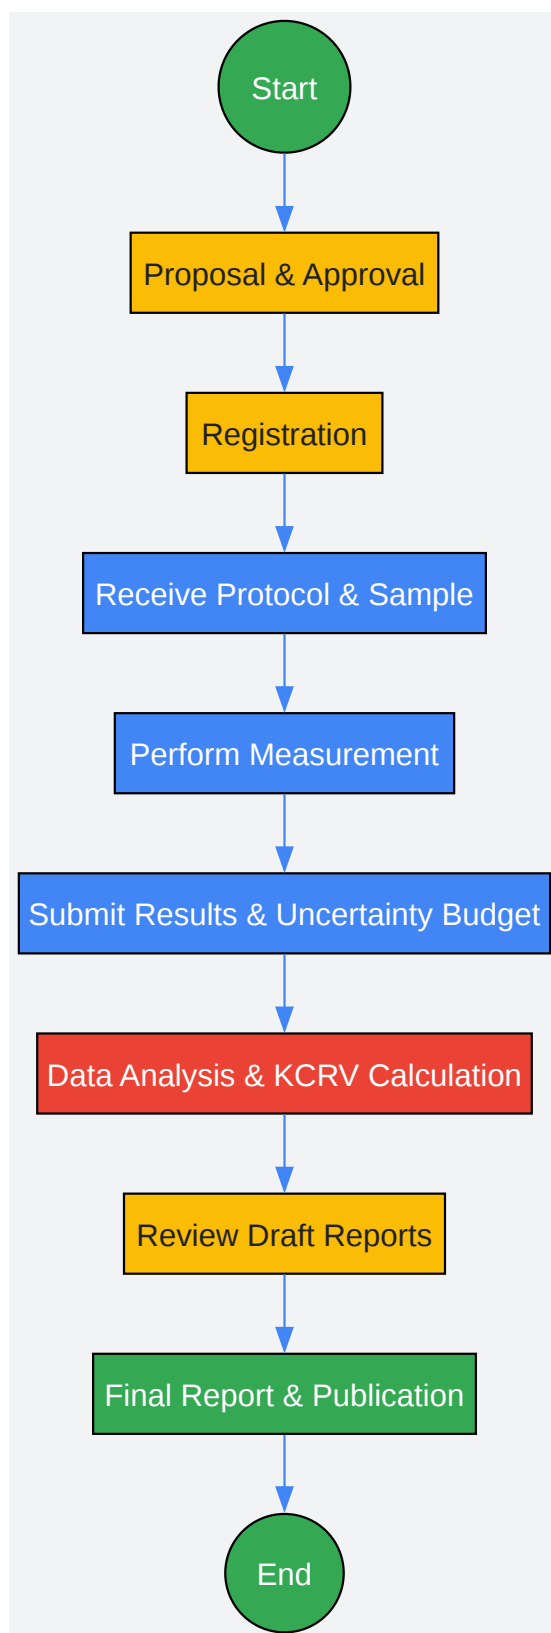 Start
Proposal & Approval
Registration
Receive Protocol & Sample
Perform Measurement
Submit Results & Uncertainty Budget
Data Analysis & KCRV Calculation
Review Draft Reports
Final Report & Publication
End